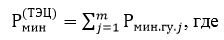 Р_мин^(ТЭЦ) = ∑_{j=1}^m Р_мин.гу,j, где